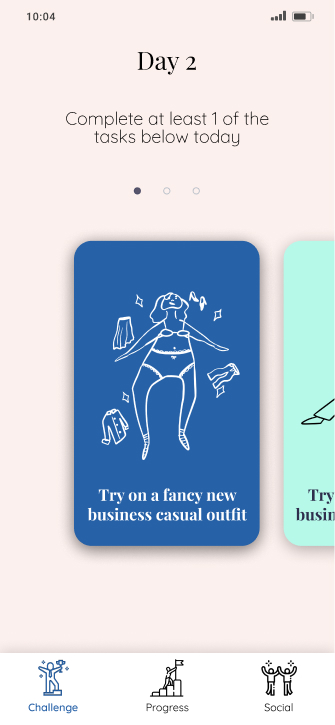 10:04
Day 2
Complete at least 1 of the
tasks below today
Try on a fancy new
business casual outfit
Try
busin
Challenge
Progress
Social